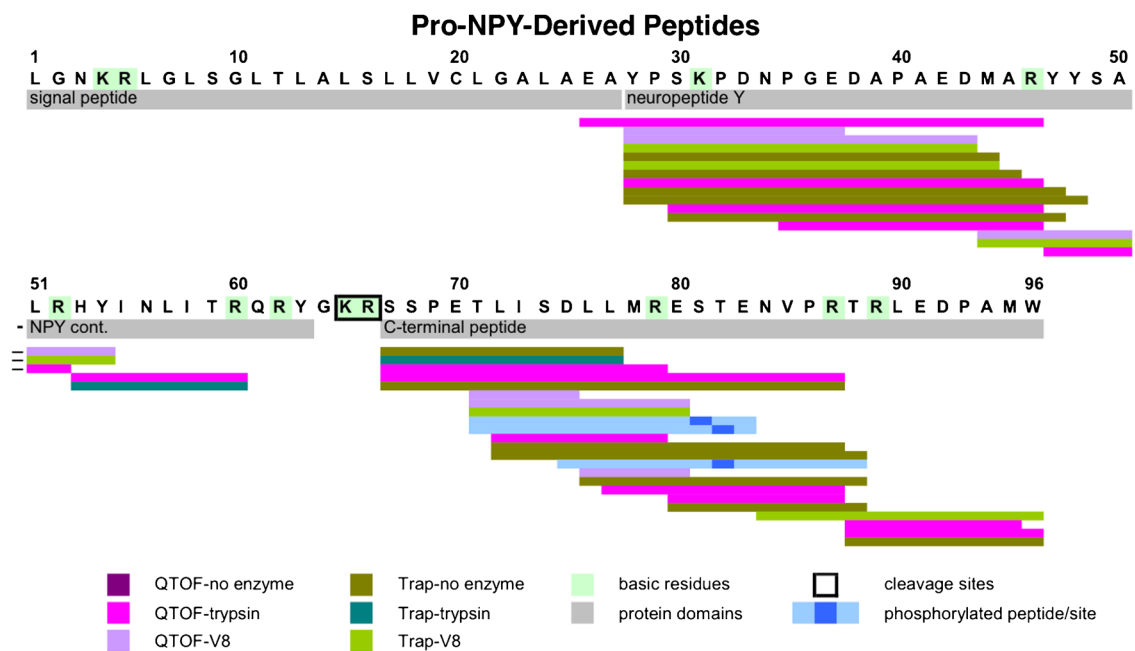 Pro-NPY-Derived Peptides
1 10 20 30 40 50
L G N K R L G L S G L T L A L S L L V C L G A L A E A Y P S K P D N P G E D A P A E D M A R Y Y S A
signal peptide neuropeptide Y
51 60 70 80 90 96
L R H Y I N L I T R Q R Y G K R S S P E T L I S D L L M R E S T E N V P R T R L E D P A M W
- NPY cont. C-terminal peptide
QTOF-no enzyme Trap-no enzyme basic residues cleavage sites
QTOF-trypsin Trap-trypsin protein domains phosphorylated peptide/site
QTOF-V8 Trap-V8